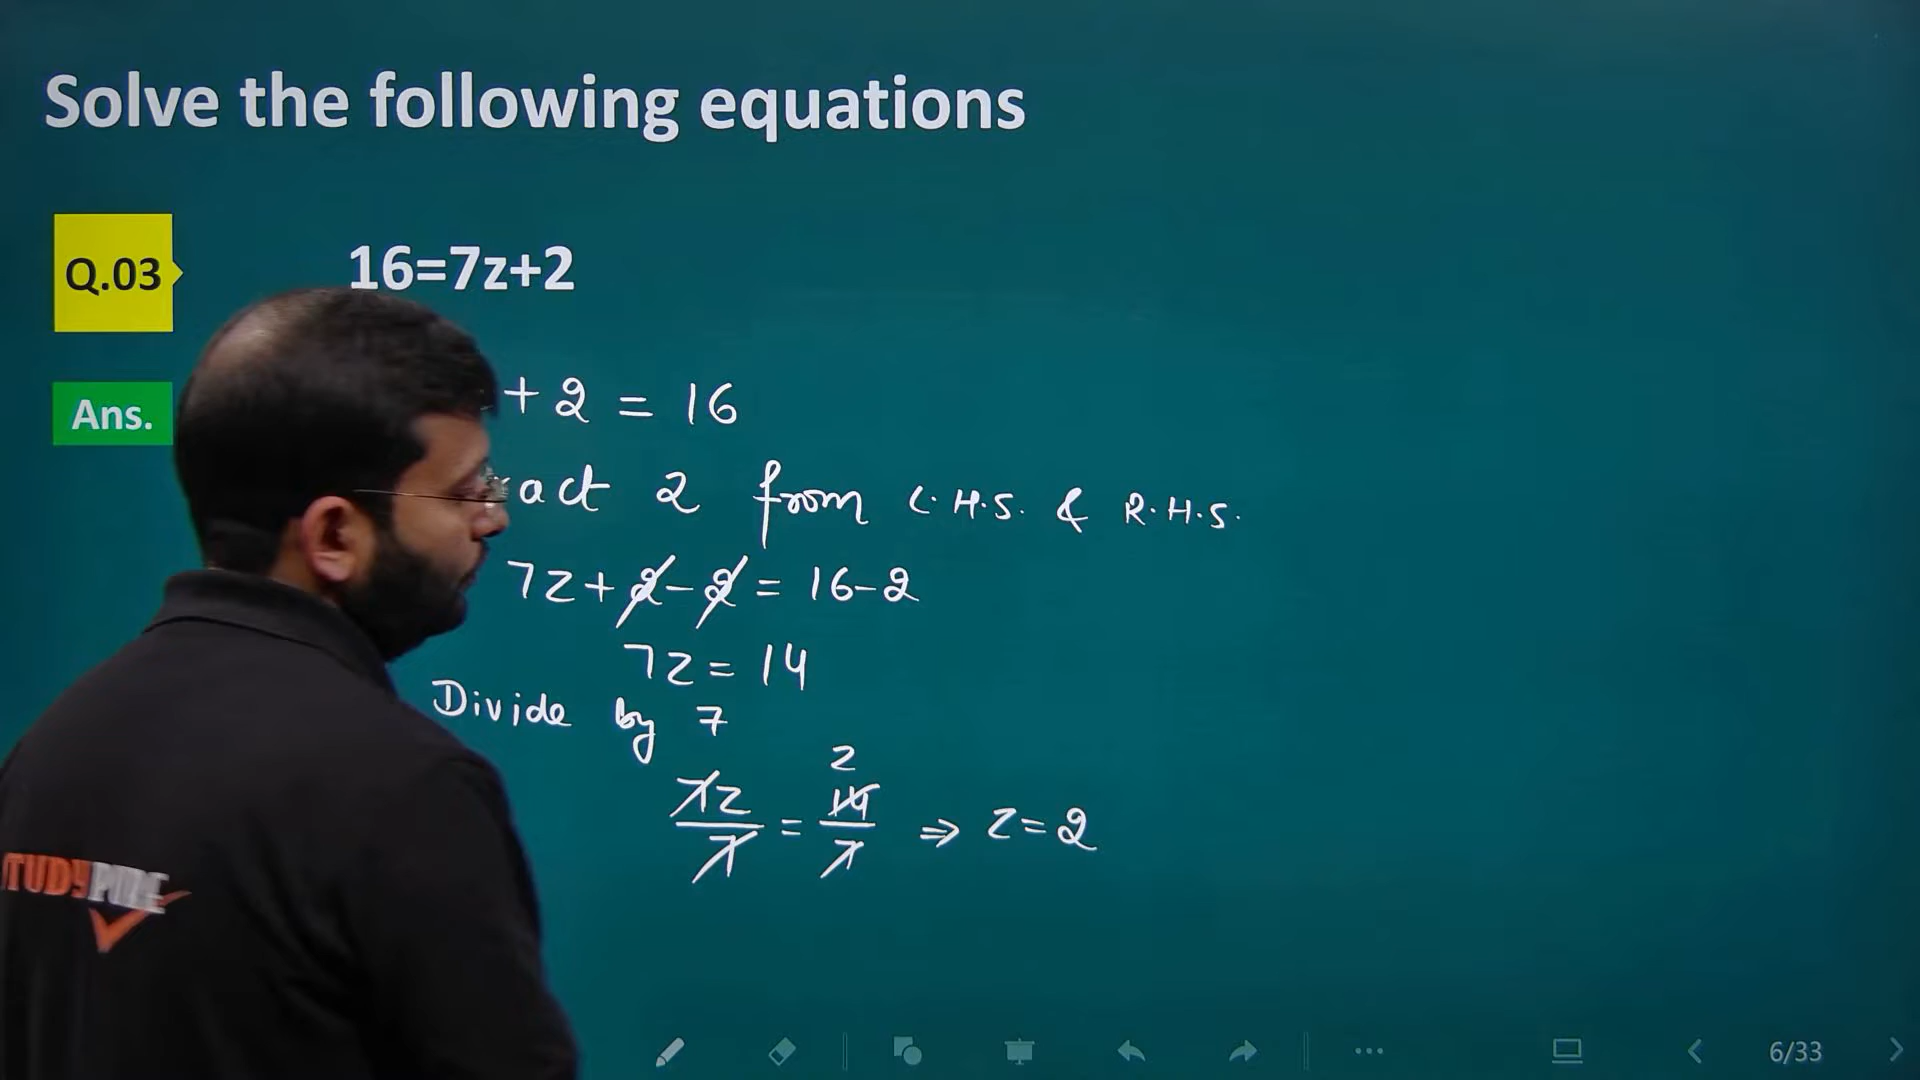 Solve the following equations
Q.03 16=7z+2
Ans. + 2 = 16
act 2 from L.H.S. & R.H.S.
7z+2-2 = 16-2
7z = 14
Divide by 7
2
7z/7 = 14/7 ⇒ z=2
TUDY
6/33